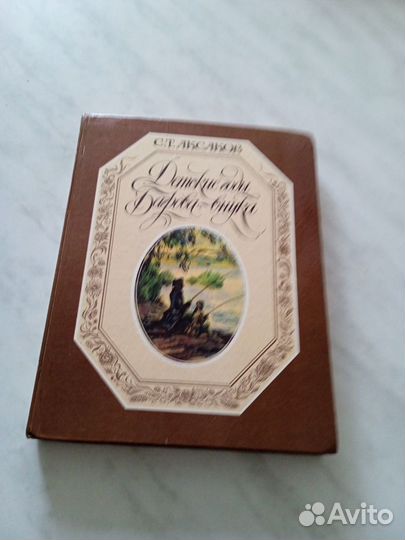 С.Т. АКСАКОВ
Детские годы
Багрова-внука
Avito